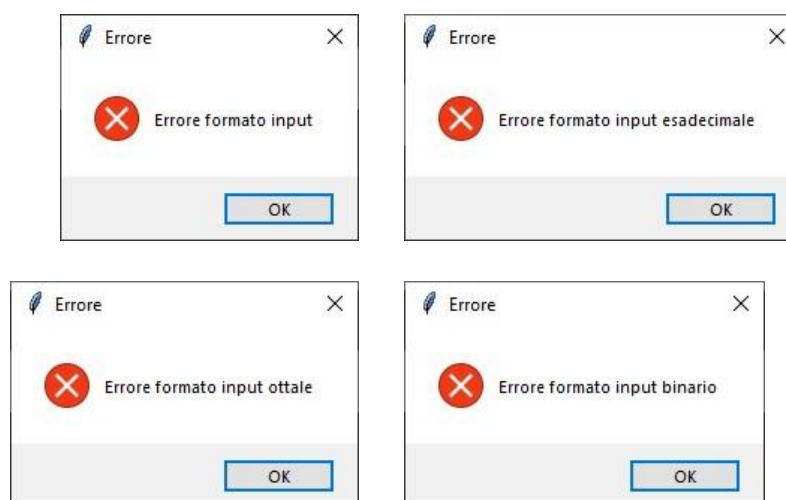 Errore
Errore formato input
OK
Errore
Errore formato input esadecimale
OK
Errore
Errore formato input ottale
OK
Errore
Errore formato input binario
OK